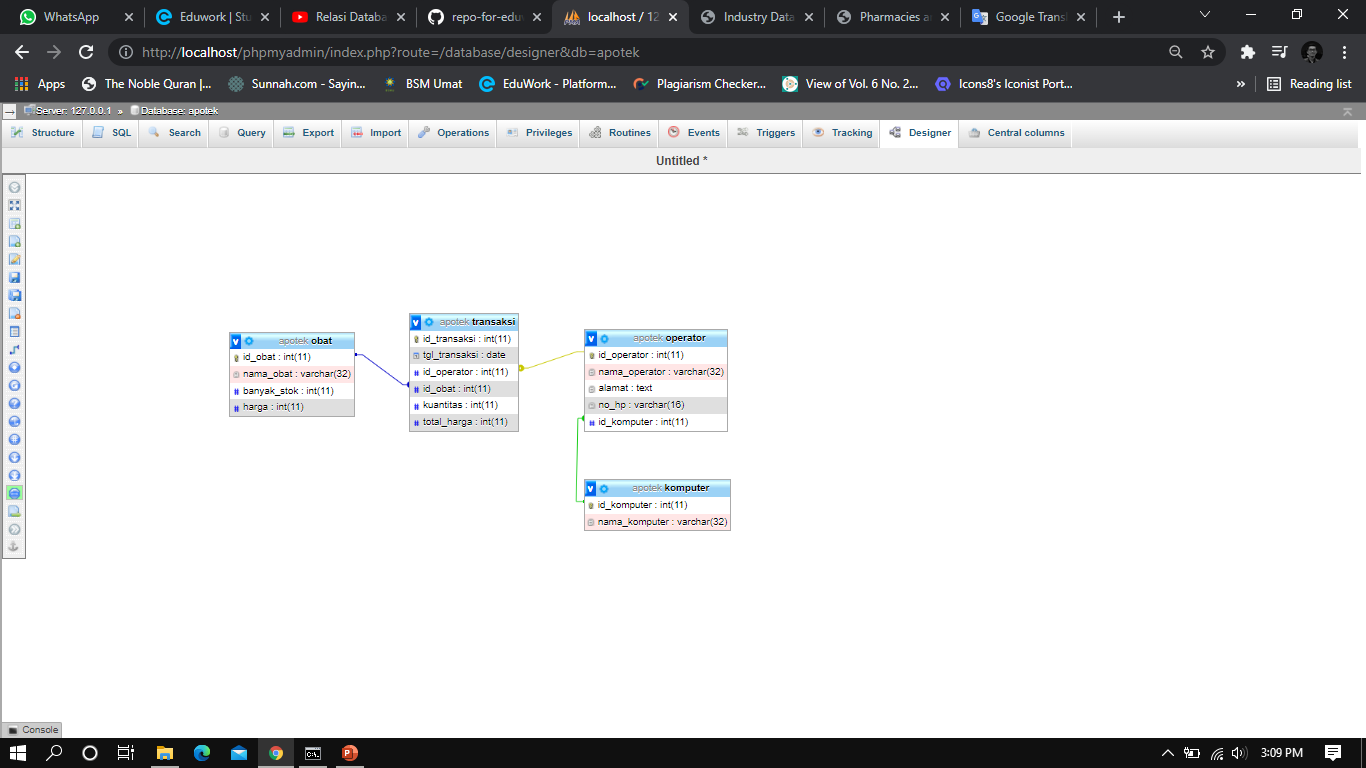 WhatsApp
Eduwork | Stu
Relasi Databa
repo-for-eduw
localhost / 12
Industry Data
Pharmacies a
Google Transl
http://localhost/phpmyadmin/index.php?route=/database/designer&db=apotek
Apps
The Noble Quran |...
Sunnah.com - Sayin...
BSM Umat
EduWork - Platform...
Plagiarism Checker...
View of Vol. 6 No. 2...
Icons8's Iconist Port...
»
Reading list
Server: 127.0.0.1 » Database: apotek
Structure
SQL
Search
Query
Export
Import
Operations
Privileges
Routines
Events
Triggers
Tracking
Designer
Central columns
Untitled *
apotek obat
id_obat : int(11)
nama_obat : varchar(32)
banyak_stok : int(11)
harga : int(11)
apotek transaksi
id_transaksi : int(11)
tgl_transaksi : date
id_operator : int(11)
id_obat : int(11)
kuantitas : int(11)
total_harga : int(11)
apotek operator
id_operator : int(11)
nama_operator : varchar(32)
alamat : text
no_hp : varchar(16)
id_komputer : int(11)
apotek komputer
id_komputer : int(11)
nama_komputer : varchar(32)
Console
3:09 PM